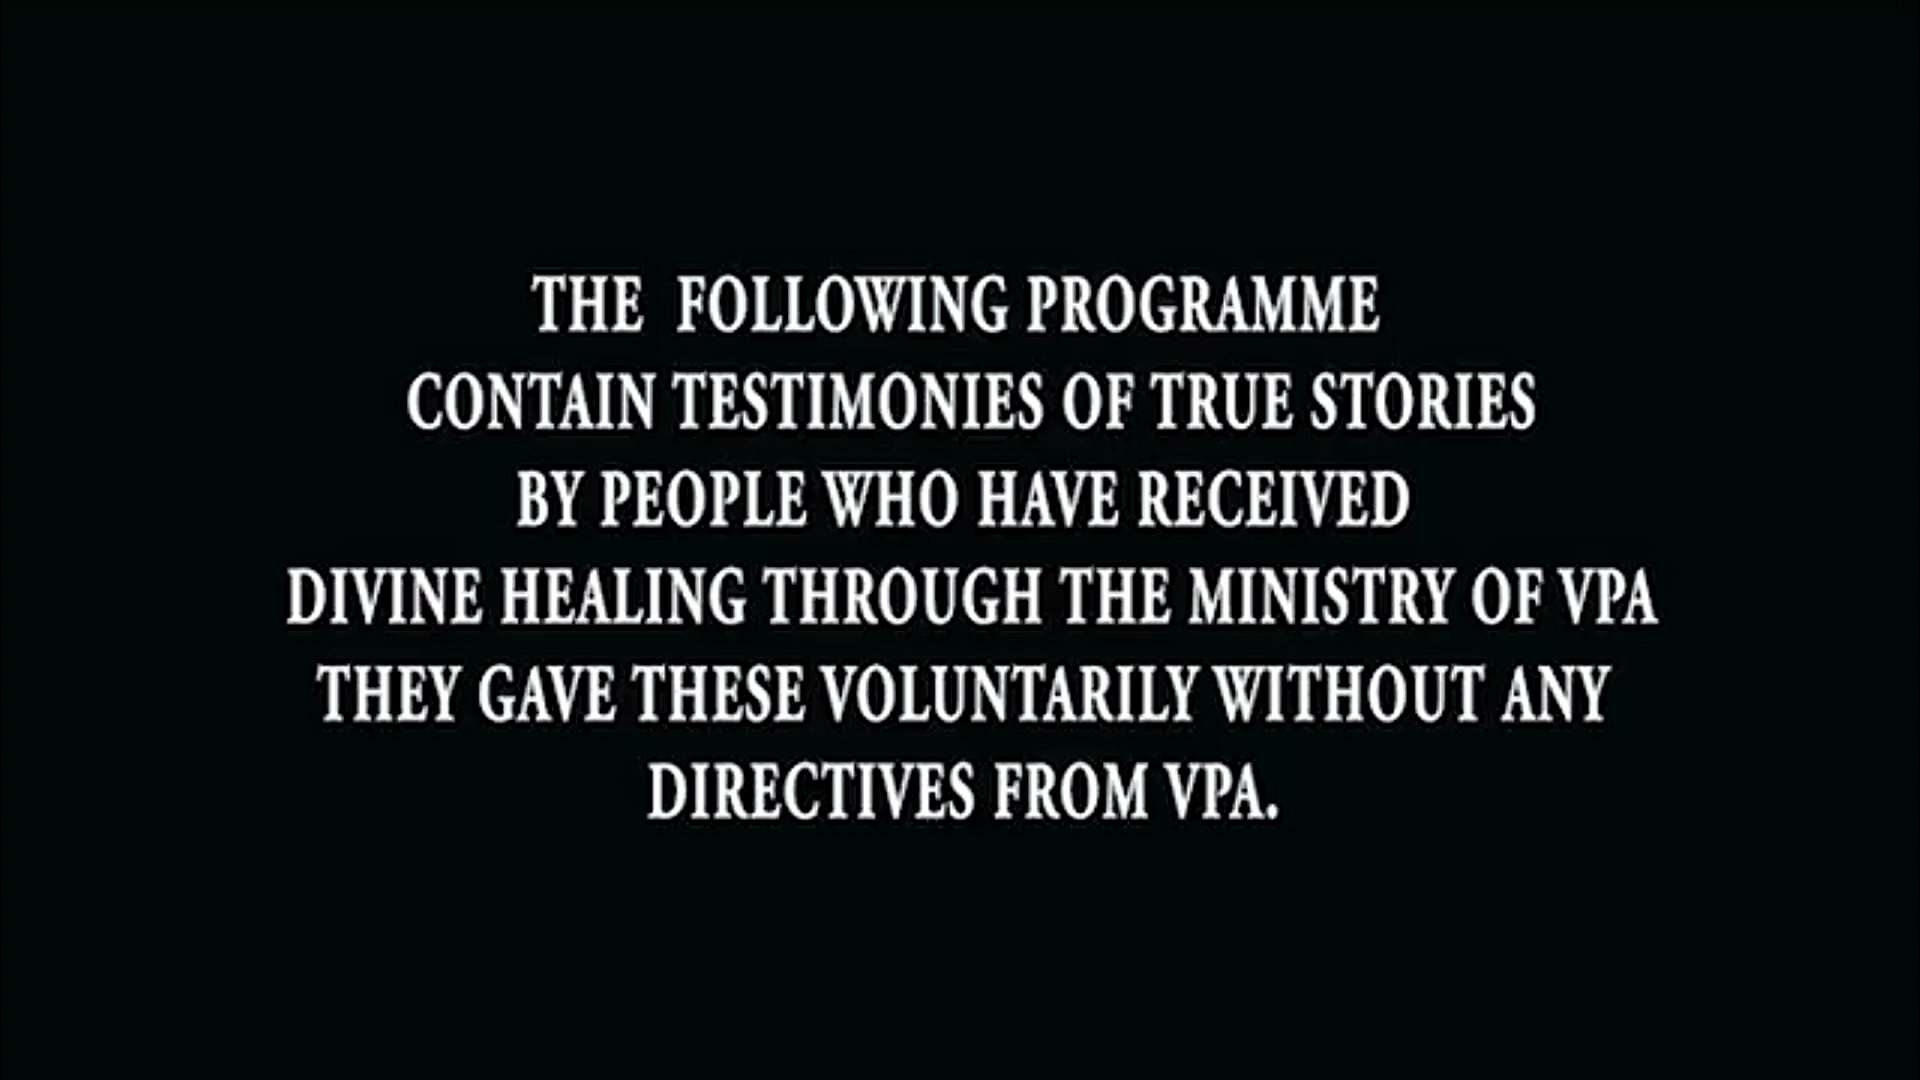 THE  FOLLOWING PROGRAMME
CONTAIN TESTIMONIES OF TRUE STORIES
BY PEOPLE WHO HAVE RECEIVED
DIVINE HEALING THROUGH THE MINISTRY OF VPA
THEY GAVE THESE VOLUNTARILY WITHOUT ANY
DIRECTIVES FROM VPA.